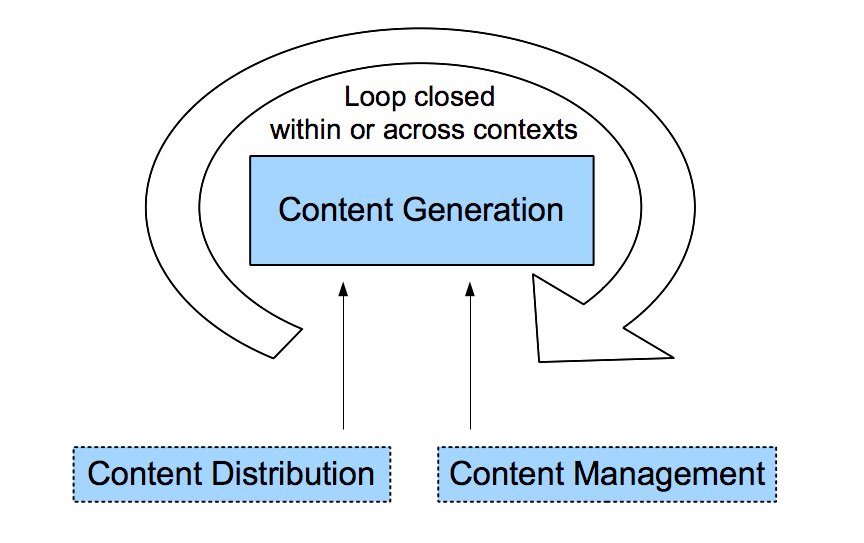 Loop closed
within or across contexts
Content Generation
Content Distribution
Content Management